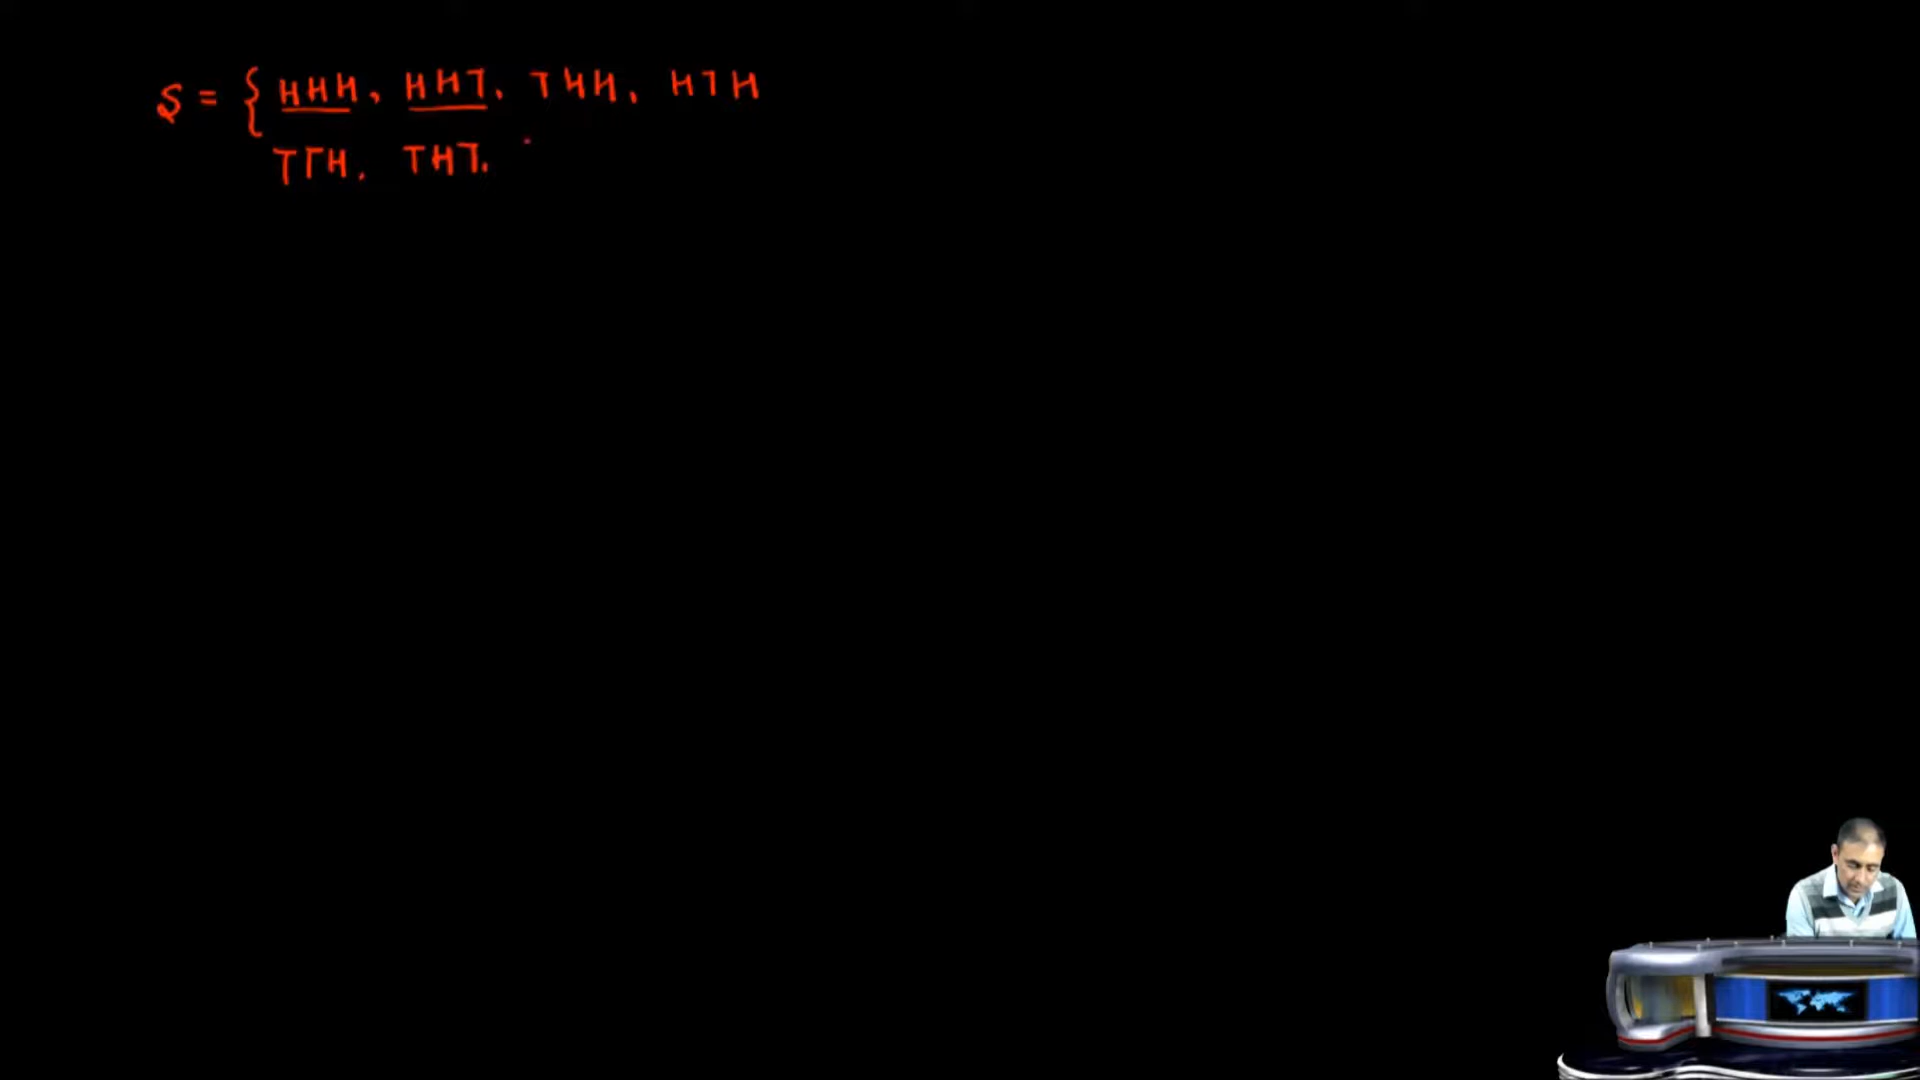 S = { HHH, HHT, THH, HTH
TTH, THT,